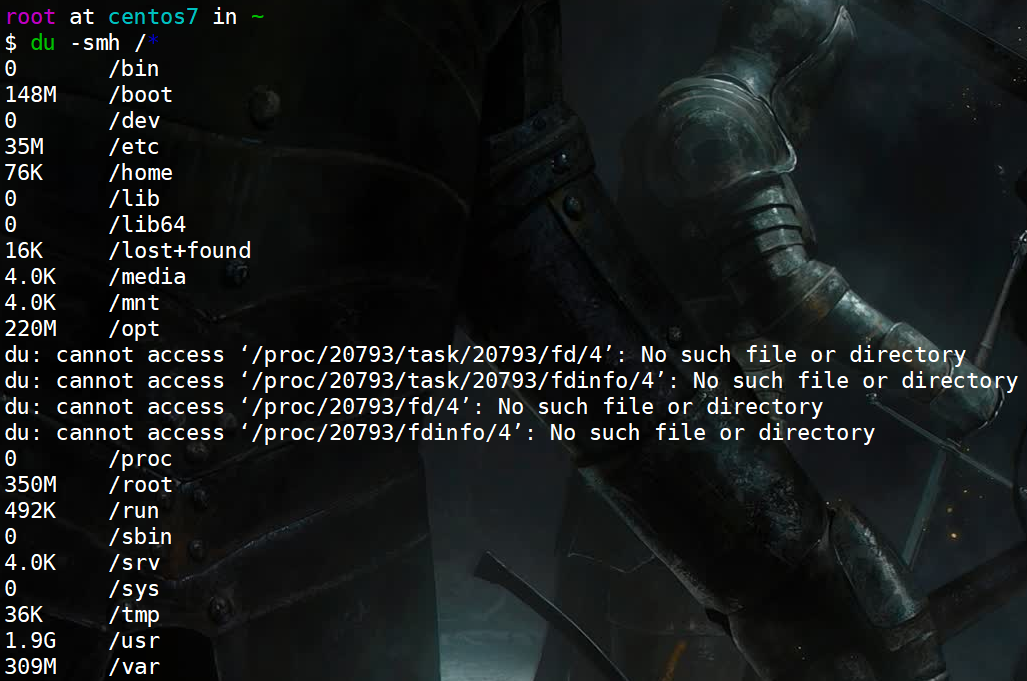 root at centos7 in ~
$ du -smh /*
0 /bin
148M /boot
0 /dev
35M /etc
76K /home
0 /lib
0 /lib64
16K /lost+found
4.0K /media
4.0K /mnt
220M /opt
du: cannot access ‘/proc/20793/task/20793/fd/4’: No such file or directory
du: cannot access ‘/proc/20793/task/20793/fdinfo/4’: No such file or directory
du: cannot access ‘/proc/20793/fd/4’: No such file or directory
du: cannot access ‘/proc/20793/fdinfo/4’: No such file or directory
0 /proc
350M /root
492K /run
0 /sbin
4.0K /srv
0 /sys
36K /tmp
1.9G /usr
309M /var